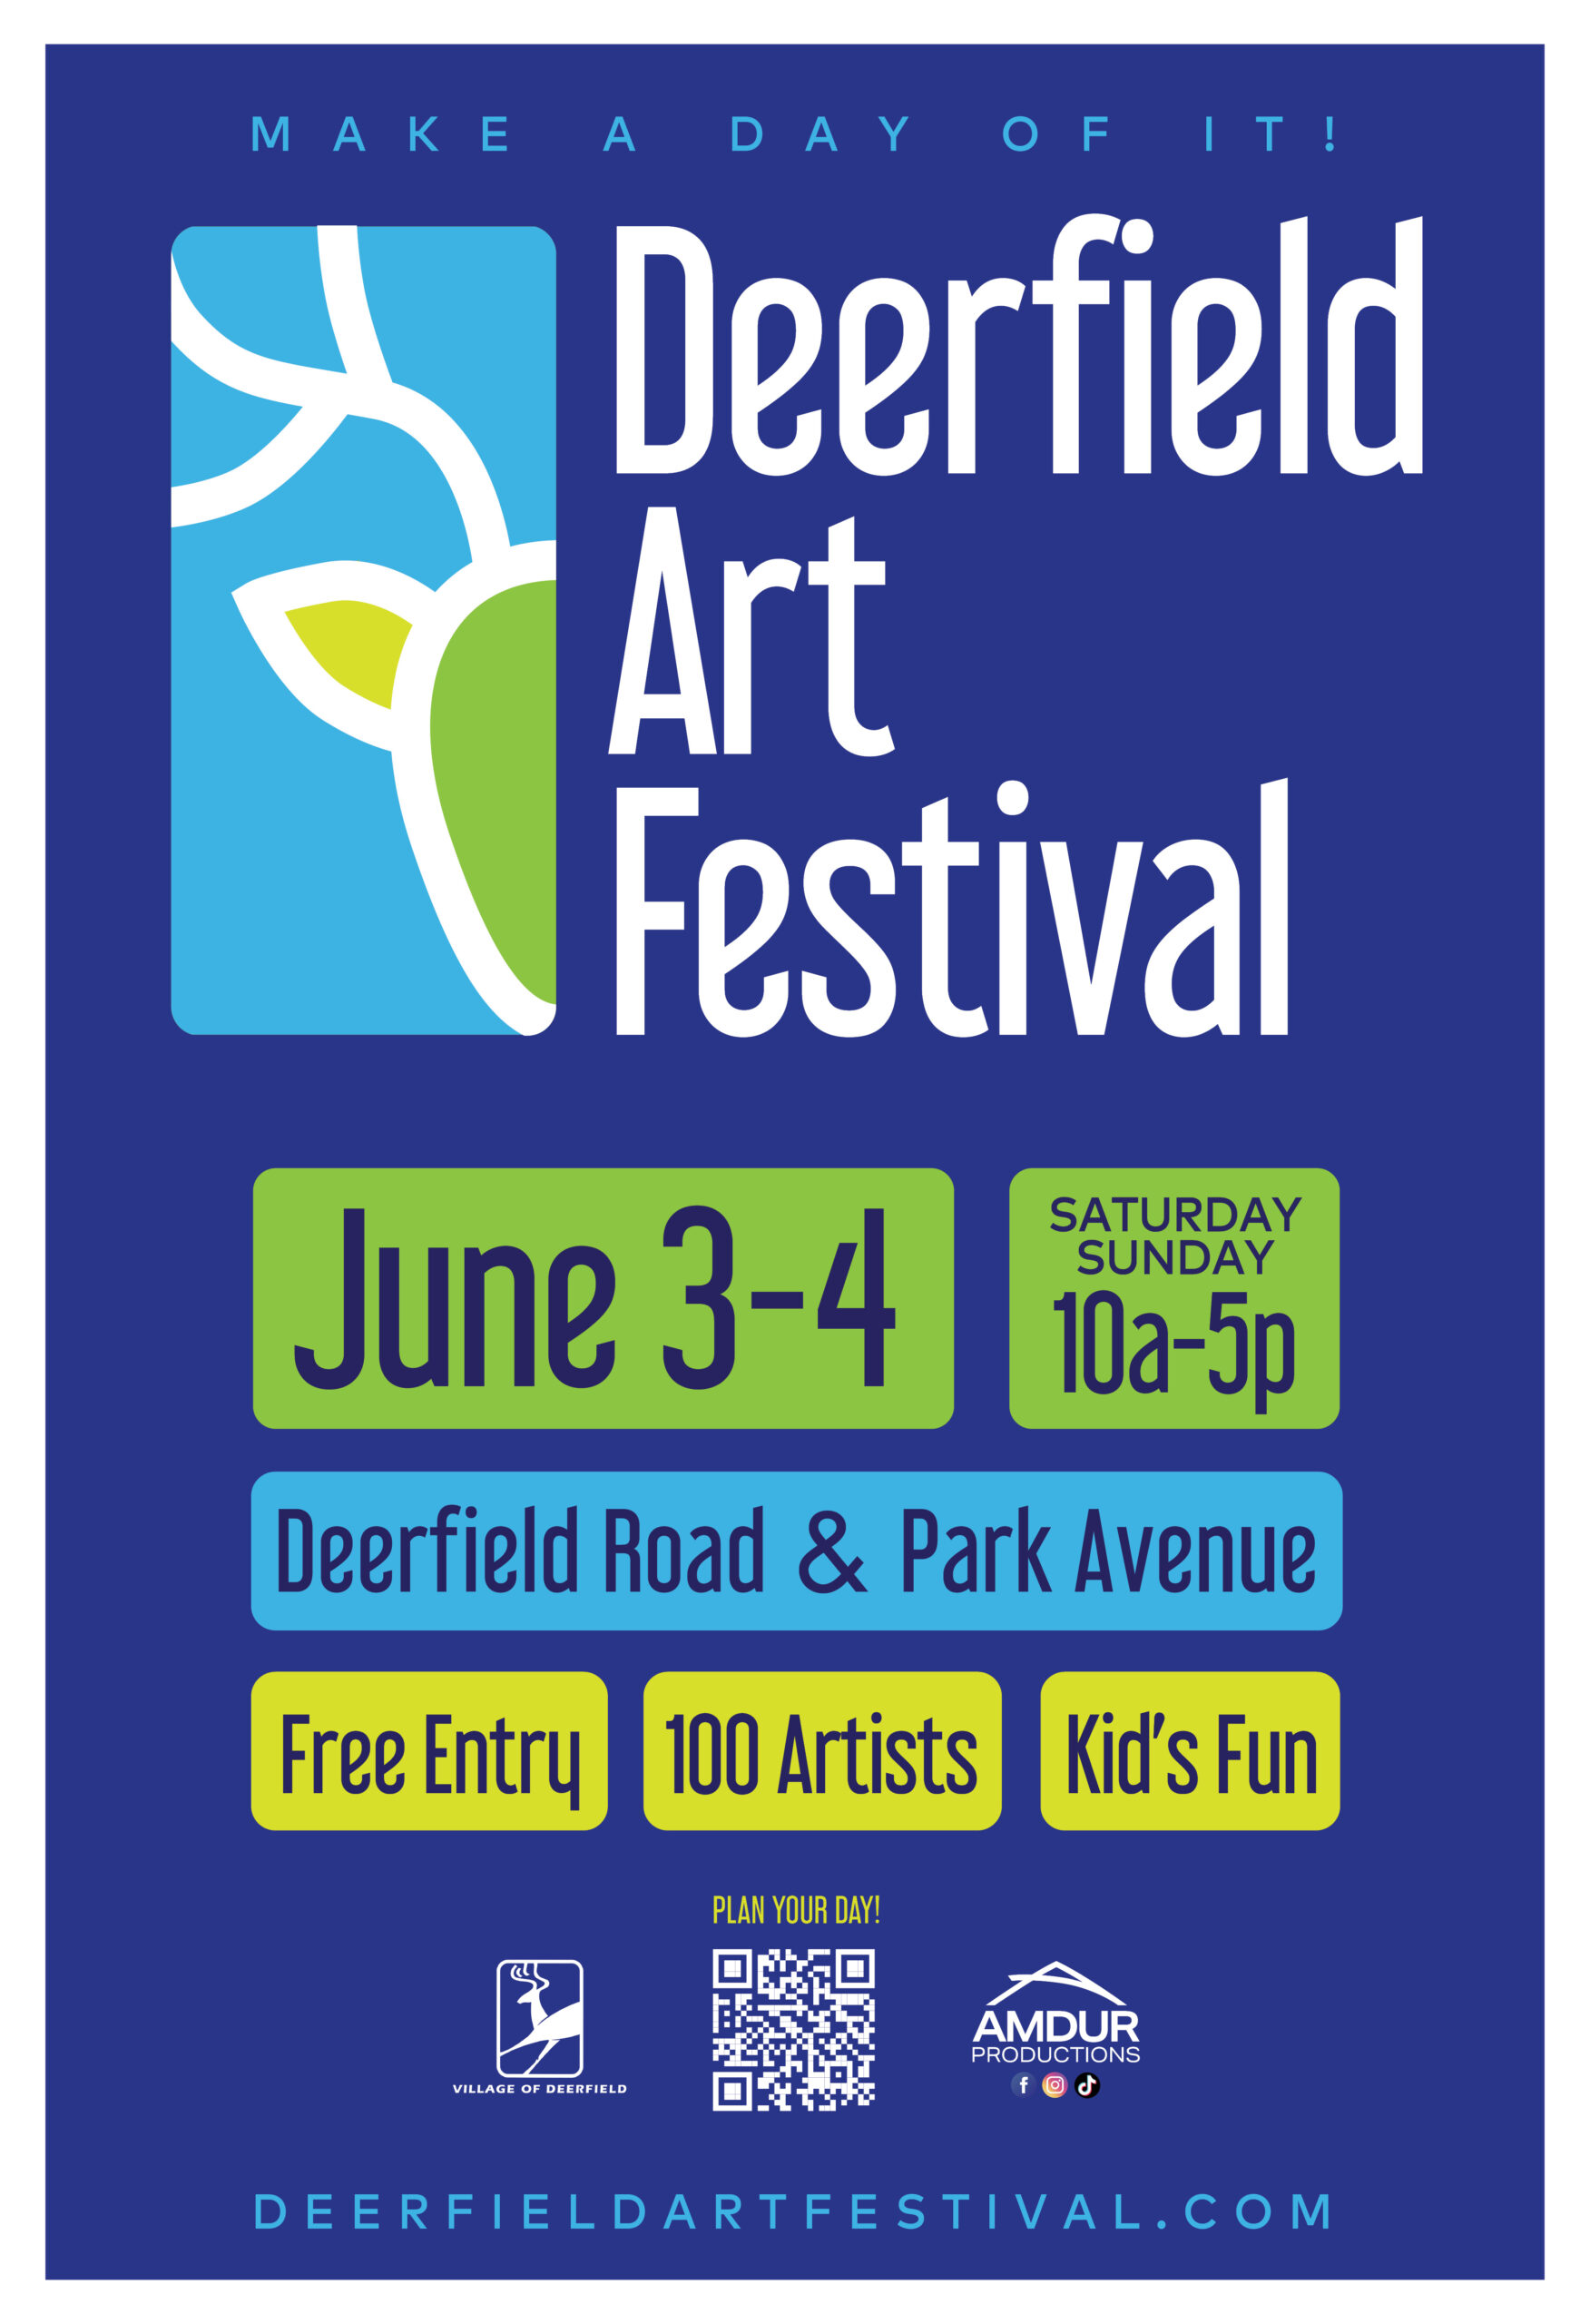 MAKE A DAY OF IT!
Deerfield
Art
Festival
June 3-4
SATURDAY
SUNDAY
10a-5p
Deerfield Road & Park Avenue
Free Entry
100 Artists
Kid's Fun
PLAN YOUR DAY!
VILLAGE OF DEERFIELD
AMDUR
PRODUCTIONS
DEERFIELDARTFESTIVAL.COM